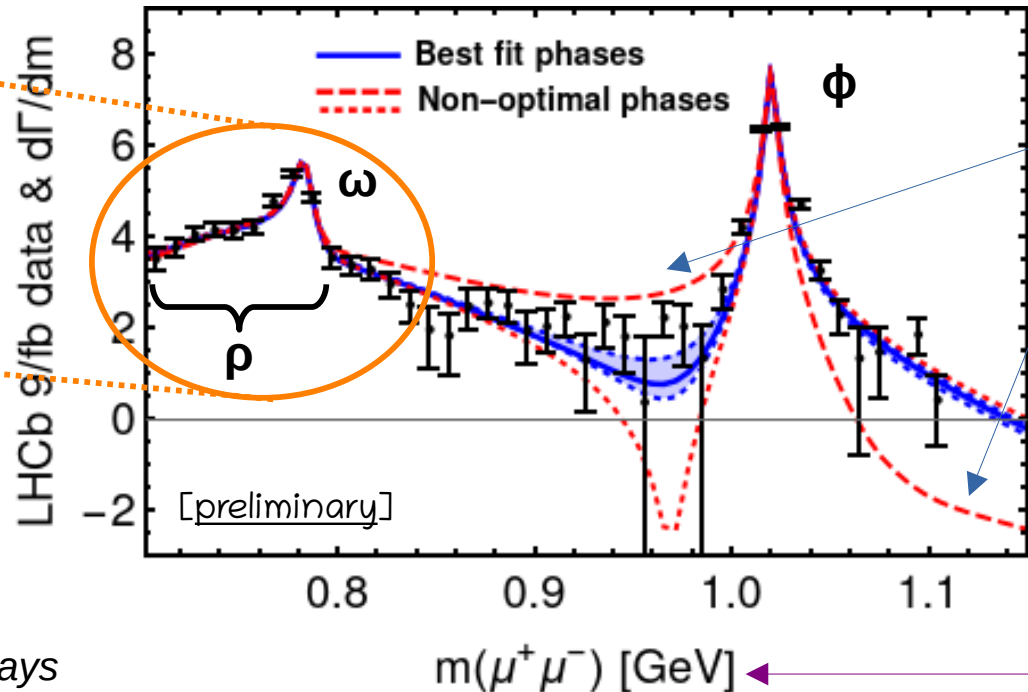 LHCb 9/fb data & dΓ/dm
8
6
4
2
0
−2
Best fit phases
Non−optimal phases
ϕ
ω
ρ
[preliminary]
0.8 0.9 1.0 1.1
m(μ⁺μ⁻) [GeV]
ays